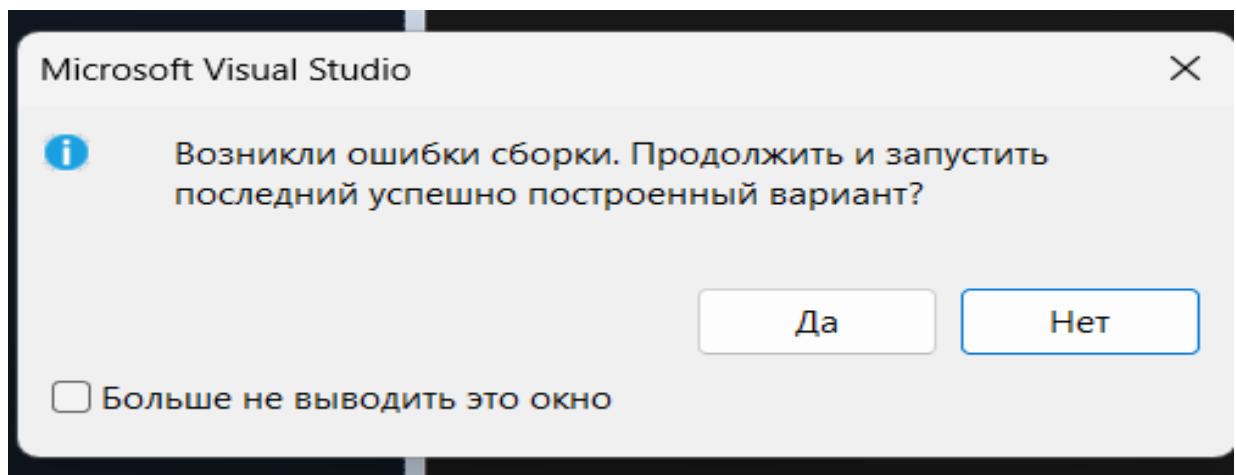 Microsoft Visual Studio
Возникли ошибки сборки. Продолжить и запустить
последний успешно построенный вариант?
Да
Нет
Больше не выводить это окно